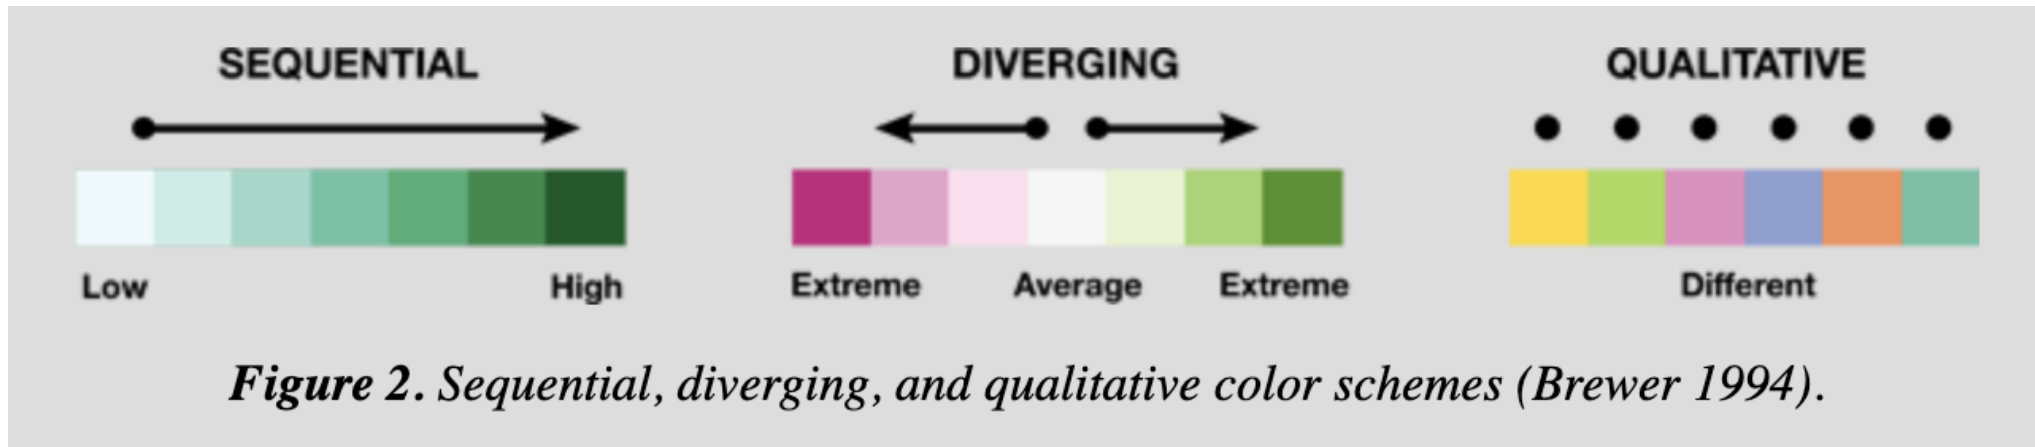 SEQUENTIAL
Low High
DIVERGING
Extreme Average Extreme
QUALITATIVE
Different
Figure 2. Sequential, diverging, and qualitative color schemes (Brewer 1994).